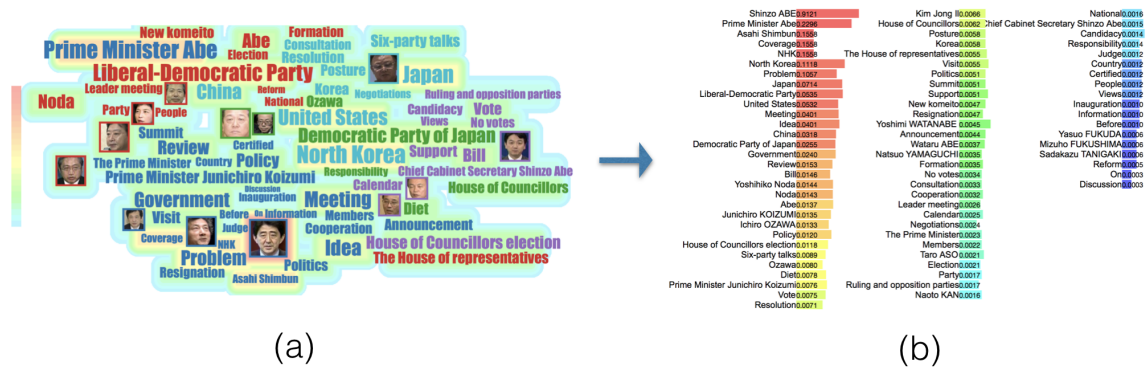 New komeito
Formation
Prime Minister Abe
Abe
Consultation
Six-party talks
Election
Resolution
Liberal-Democratic Party
Posture
Japan
Leader meeting
China
Reform
Korea
Negotiations
Ruling and opposition parties
Noda
National
Ozawa
Party
People
United States
Candidacy
Vote
Views
No votes
Summit
Certified
Democratic Party of Japan
Review
North Korea
Support
Bill
The Prime Minister
Country
Policy
Prime Minister Junichiro Koizumi
Responsibility
Chief Cabinet Secretary Shinzo Abe
Discussion
Calendar
House of Councillors
Government
Inauguration
Meeting
Diet
Visit
Before
On
Information
Members
Judge
Cooperation
Announcement
Coverage
NHK
Idea
House of Councillors election
Problem
Politics
The House of representatives
Resignation
Asahi Shimbun
(a)
Shinzo ABE 0.9121
Prime Minister Abe 0.2296
Asahi Shimbun 0.1558
Coverage 0.1558
NHK 0.1558
North Korea 0.1118
Problem 0.1057
Japan 0.0714
Liberal-Democratic Party 0.0535
United States 0.0532
Meeting 0.0401
Idea 0.0401
China 0.0318
Democratic Party of Japan 0.0255
Government 0.0240
Review 0.0153
Bill 0.0146
Yoshihiko Noda 0.0144
Noda 0.0143
Abe 0.0137
Junichiro KOIZUMI 0.0135
Ichiro OZAWA 0.0133
Policy 0.0120
House of Councillors election 0.0118
Six-party talks 0.0089
Ozawa 0.0080
Diet 0.0078
Prime Minister Junichiro Koizumi 0.0076
Vote 0.0075
Resolution 0.0071
Kim Jong Il 0.0066
House of Councillors 0.0062
Posture 0.0058
Korea 0.0058
The House of representatives 0.0055
Visit 0.0055
Politics 0.0051
Summit 0.0051
Support 0.0051
New komeito 0.0047
Resignation 0.0047
Yoshimi WATANABE 0.0045
Announcement 0.0044
Wataru ABE 0.0037
Natsuo YAMAGUCHI 0.0035
Formation 0.0035
No votes 0.0034
Consultation 0.0033
Cooperation 0.0032
Leader meeting 0.0026
Calendar 0.0025
Negotiations 0.0024
The Prime Minister 0.0023
Members 0.0022
Taro ASO 0.0021
Election 0.0021
Party 0.0017
Ruling and opposition parties 0.0017
Naoto KAN 0.0016
National 0.0016
Chief Cabinet Secretary Shinzo Abe 0.0015
Candidacy 0.0014
Responsibility 0.0014
Judge 0.0012
Country 0.0012
Certified 0.0012
People 0.0012
Views 0.0012
Inauguration 0.0010
Information 0.0010
Before 0.0010
Yasuo FUKUDA 0.0006
Mizuho FUKUSHIMA 0.0006
Sadakazu TANIGAKI 0.0006
Reform 0.0005
On 0.0003
Discussion 0.0003
(b)